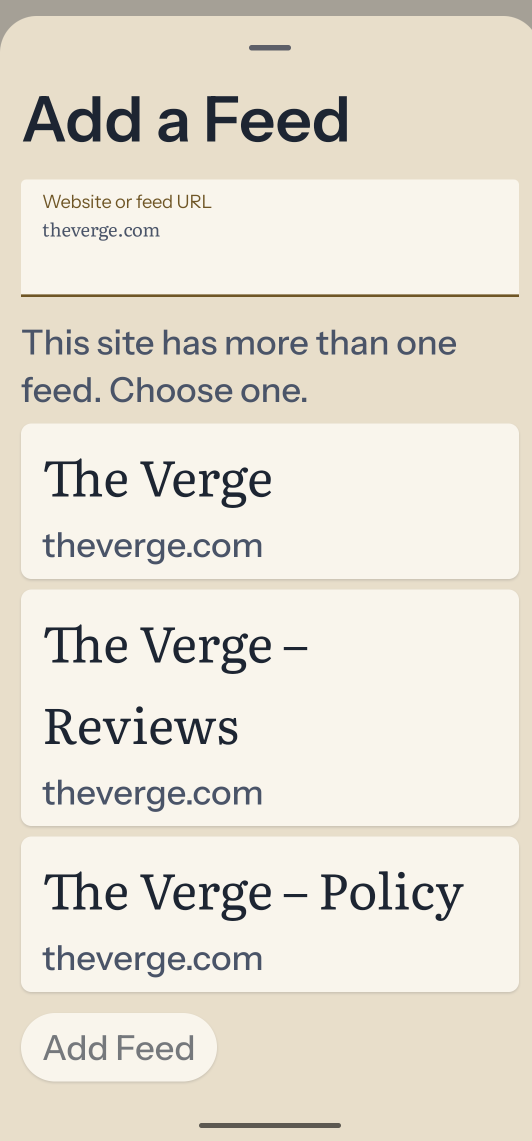 Add a Feed
Website or feed URL
theverge.com
This site has more than one
feed. Choose one.
The Verge
theverge.com
The Verge –
Reviews
theverge.com
The Verge – Policy
theverge.com
Add Feed